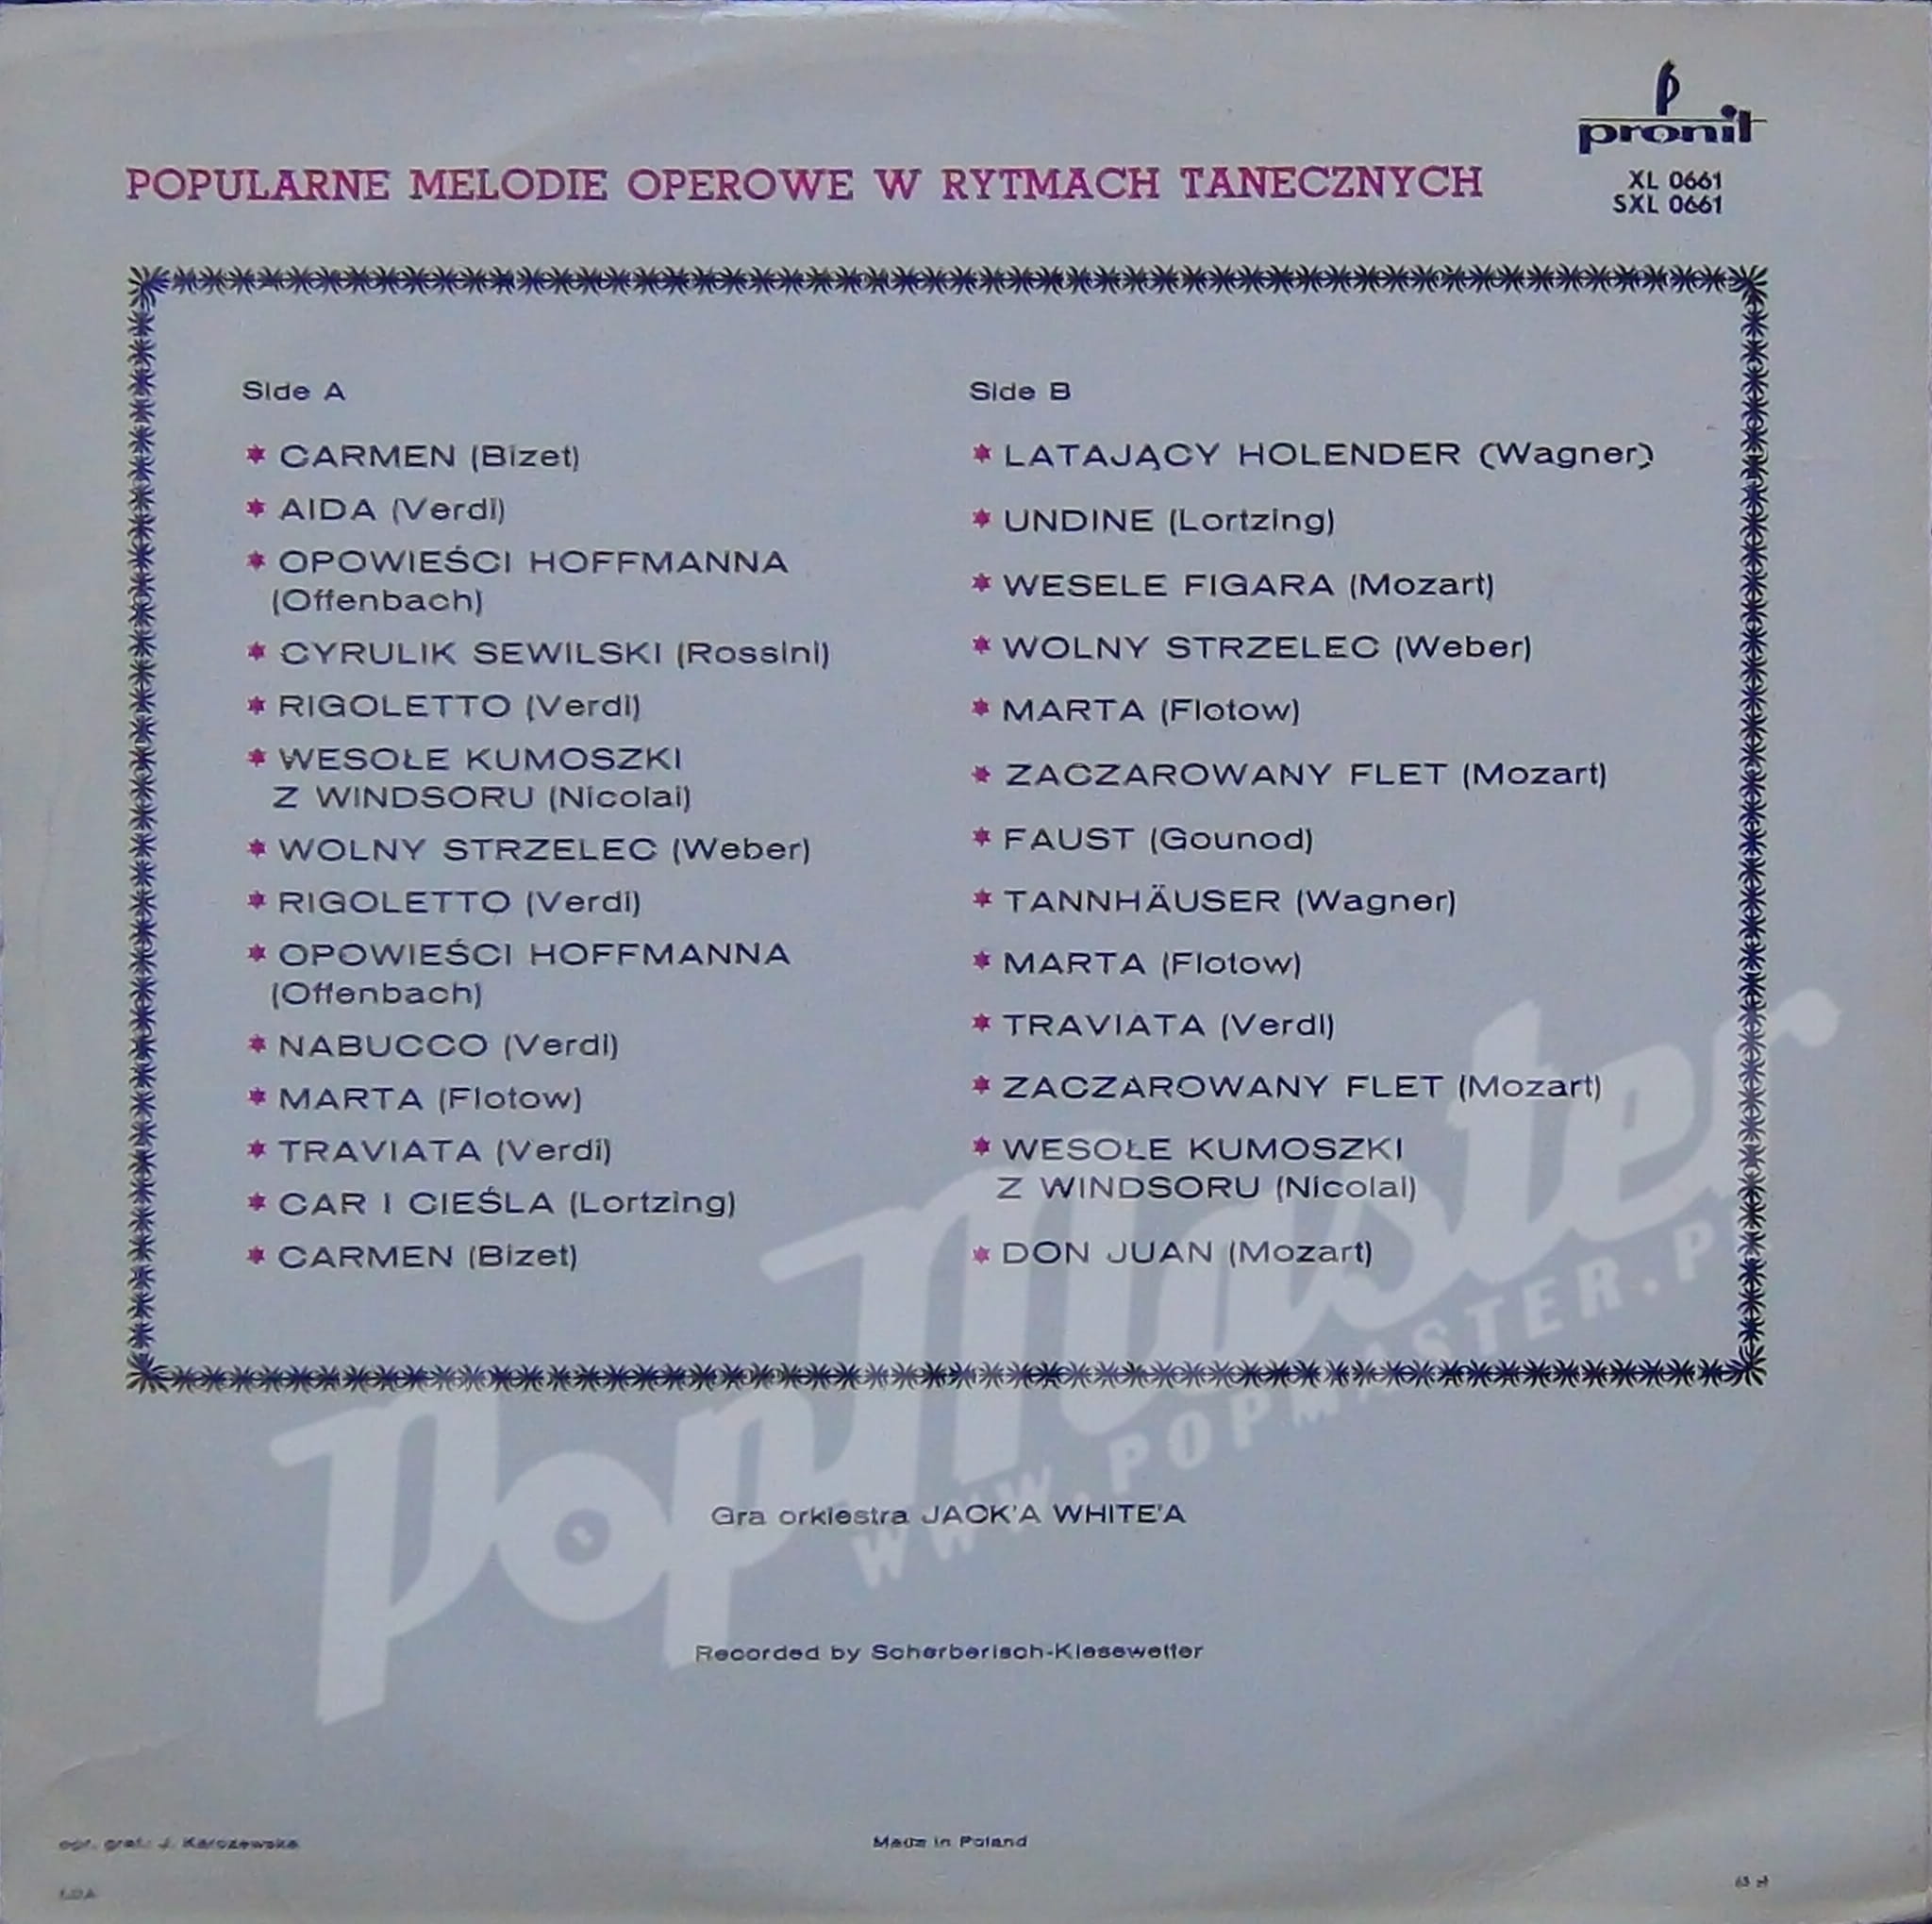 pronit
XL 0661
SXL 0661
POPULARNE MELODIE OPEROWE W RYTMACH TANECZNYCH
Side A
* CARMEN (Bizet)
* AIDA (Verdi)
* OPOWIEŚCI HOFFMANNA
(Offenbach)
* CYRULIK SEWILSKI (Rossini)
* RIGOLETTO (Verdi)
* WESOŁE KUMOSZKI
Z WINDSORU (Nicolai)
* WOLNY STRZELEC (Weber)
* RIGOLETTO (Verdi)
* OPOWIEŚCI HOFFMANNA
(Offenbach)
* NABUCCO (Verdi)
* MARTA (Flotow)
* TRAVIATA (Verdi)
* CAR I CIEŚLA (Lortzing)
* CARMEN (Bizet)
Side B
* LATAJĄCY HOLENDER (Wagner)
* UNDINE (Lortzing)
* WESELE FIGARA (Mozart)
* WOLNY STRZELEC (Weber)
* MARTA (Flotow)
* ZACZAROWANY FLET (Mozart)
* FAUST (Gounod)
* TANNHÄUSER (Wagner)
* MARTA (Flotow)
* TRAVIATA (Verdi)
* ZACZAROWANY FLET (Mozart)
* WESOŁE KUMOSZKI
Z WINDSORU (Nicolai)
* DON JUAN (Mozart)
PopMaster
WWW.POPMASTER.PL
Gra orkiestra JACK'A WHITE'A
Recorded by Scherberisch-Kiesewetter
opr. graf.: J. Karczewska
Made in Poland